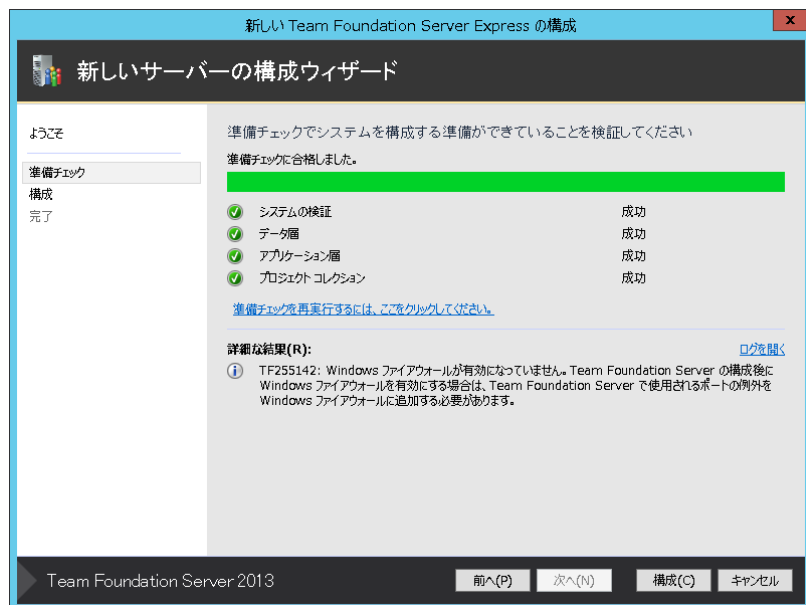 新しい Team Foundation Server Express の構成
x
新しいサーバーの構成ウィザード
ようこそ
準備チェック
構成
完了
準備チェックでシステムを構成する準備ができていることを検証してください
準備チェックに合格しました。
システムの検証 成功
データ層 成功
アプリケーション層 成功
プロジェクト コレクション 成功
準備チェックを再実行するには、ここをクリックしてください。
詳細な結果(R): ログを開く
TF255142: Windows ファイアウォールが有効になっていません。Team Foundation Server の構成後に
Windows ファイアウォールを有効にする場合は、Team Foundation Server で使用されるポートの例外を
Windows ファイアウォールに追加する必要があります。
Team Foundation Server 2013
前へ(P) 次へ(N) 構成(C) キャンセル